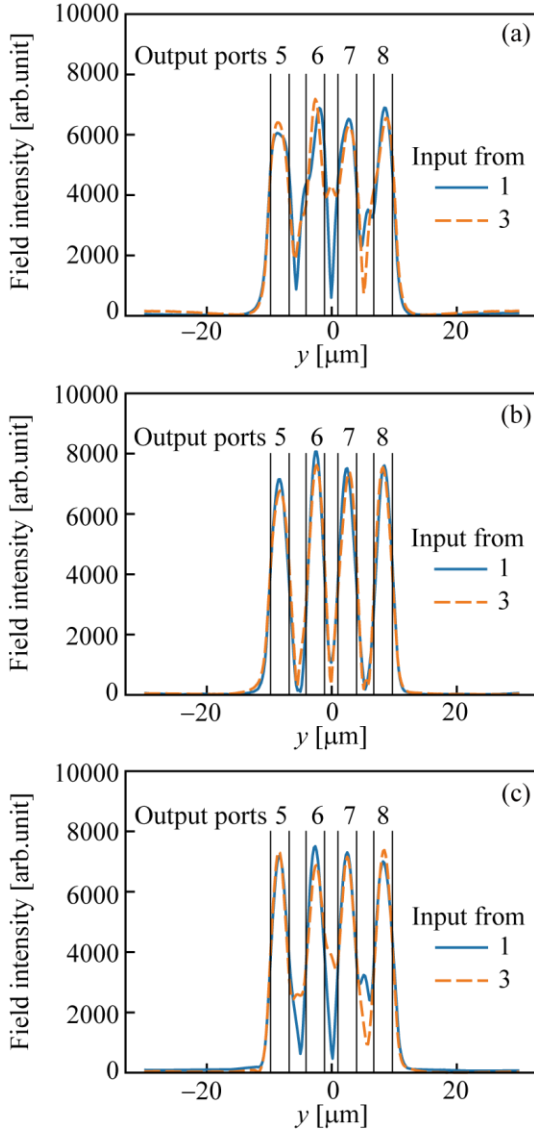 (a)
10000
8000
6000
4000
2000
0
Field intensity [arb.unit]
Output ports 5 6 7 8
Input from
1
3
−20 0 20
y [μm]
(b)
10000
8000
6000
4000
2000
0
Field intensity [arb.unit]
Output ports 5 6 7 8
Input from
1
3
−20 0 20
y [μm]
(c)
10000
8000
6000
4000
2000
0
Field intensity [arb.unit]
Output ports 5 6 7 8
Input from
1
3
−20 0 20
y [μm]